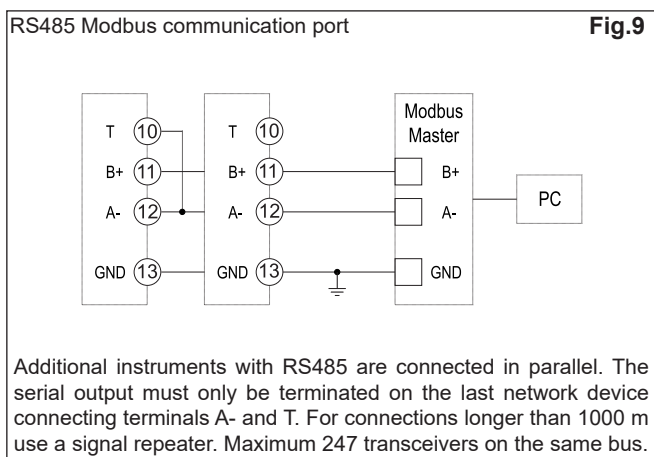 RS485 Modbus communication port Fig.9
Modbus
Master
T 10 T 10
B+ 11 B+ 11 B+
A- 12 A- 12 A-
PC
GND 13 GND 13 GND
Additional instruments with RS485 are connected in parallel. The
serial output must only be terminated on the last network device
connecting terminals A- and T. For connections longer than 1000 m
use a signal repeater. Maximum 247 transceivers on the same bus.